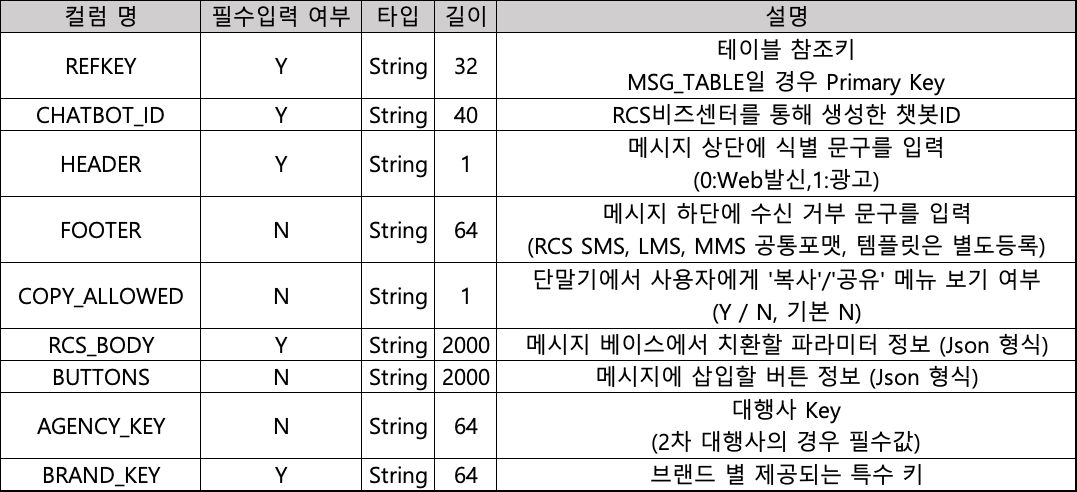 컬럼 명 필수입력 여부 타입 길이 설명
REFKEY Y String 32 테이블 참조키
MSG_TABLE일 경우 Primary Key
CHATBOT_ID Y String 40 RCS비즈센터를 통해 생성한 챗봇ID
HEADER Y String 1 메시지 상단에 식별 문구를 입력
(0:Web발신,1:광고)
FOOTER N String 64 메시지 하단에 수신 거부 문구를 입력
(RCS SMS, LMS, MMS 공통포맷, 템플릿은 별도등록)
COPY_ALLOWED N String 1 단말기에서 사용자에게 '복사'/'공유' 메뉴 보기 여부
(Y / N, 기본 N)
RCS_BODY Y String 2000 메시지 베이스에서 치환할 파라미터 정보 (Json 형식)
BUTTONS N String 2000 메시지에 삽입할 버튼 정보 (Json 형식)
AGENCY_KEY N String 64 대행사 Key
(2차 대행사의 경우 필수값)
BRAND_KEY Y String 64 브랜드 별 제공되는 특수 키